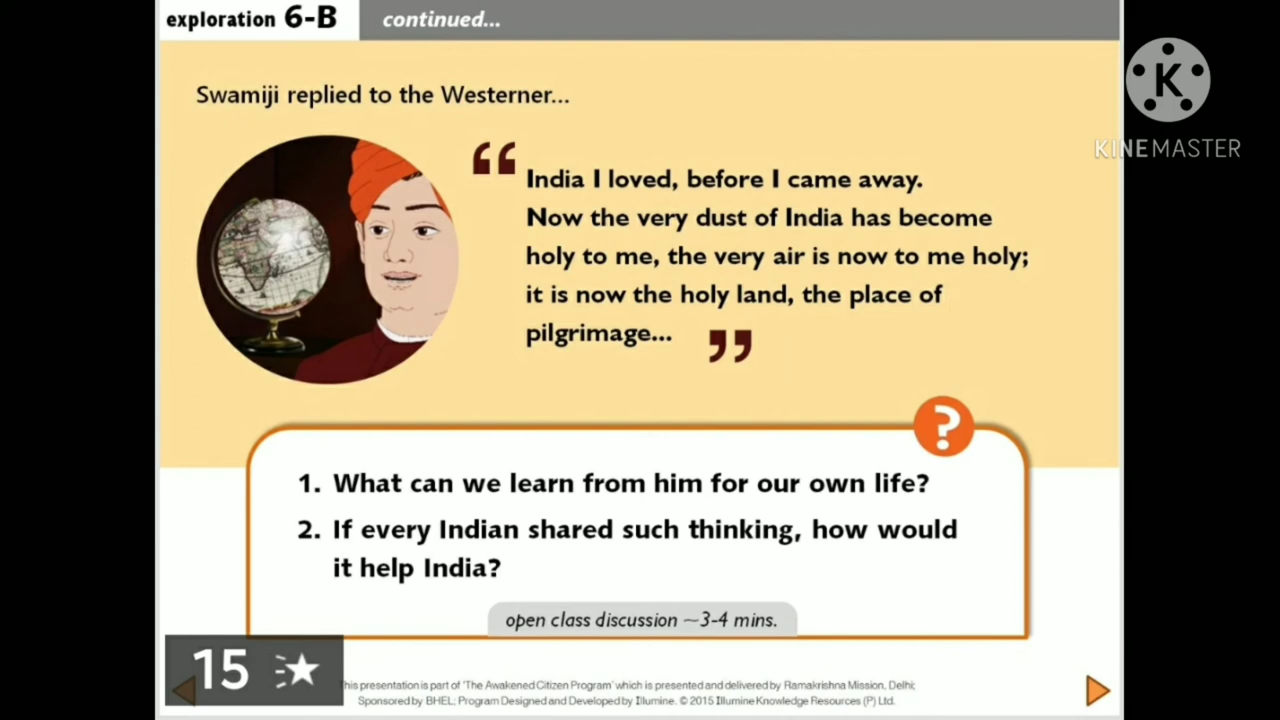 exploration 6-B continued...
KINEMASTER
Swamiji replied to the Westerner...
“
India I loved, before I came away.
Now the very dust of India has become
holy to me, the very air is now to me holy;
it is now the holy land, the place of
pilgrimage... ”
?
1. What can we learn from him for our own life?
2. If every Indian shared such thinking, how would
it help India?
open class discussion ~3-4 mins.
15
This presentation is part of 'The Awakened Citizen Program' which is presented and delivered by Ramakrishna Mission, Delhi;
Sponsored by BHEL; Program Designed and Developed by Illumine. © 2015 Illumine Knowledge Resources (P) Ltd.